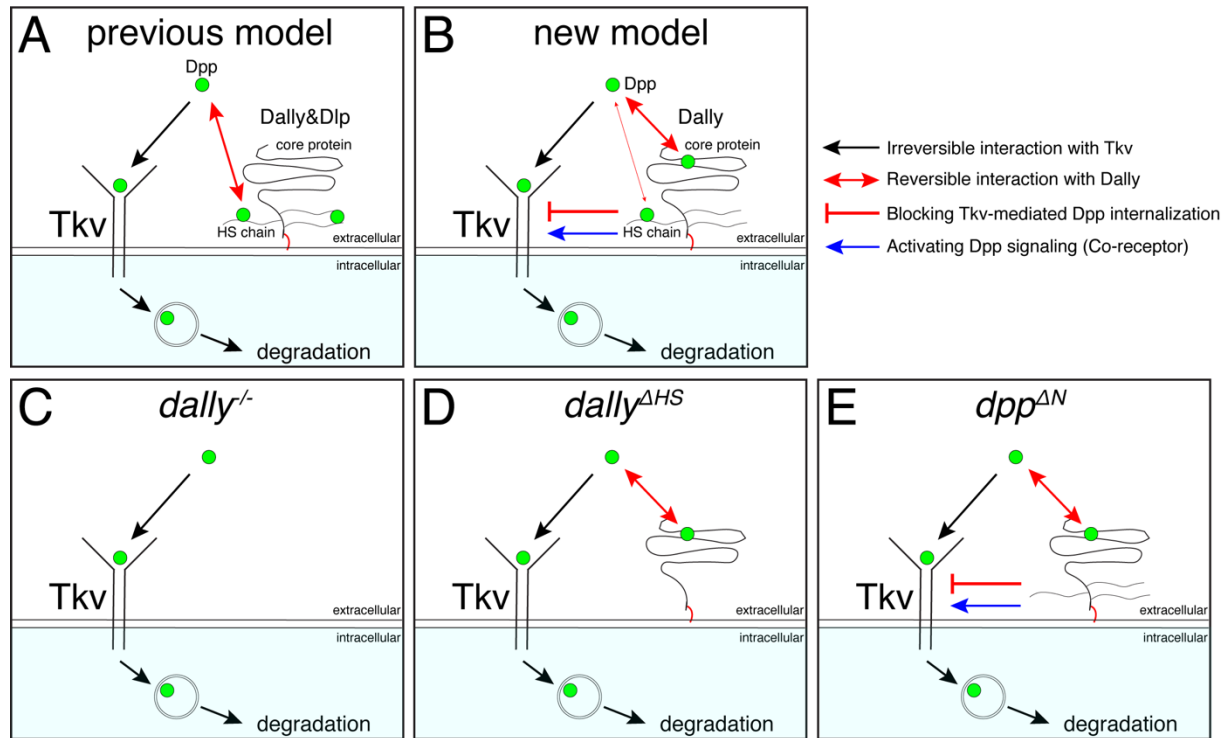 A previous model
Dpp
Dally&Dlp
core protein
Tkv
HS chain
extracellular
intracellular
degradation
B new model
Dpp
Dally
core protein
Tkv
HS chain
extracellular
intracellular
degradation
Irreversible interaction with Tkv
Reversible interaction with Dally
Blocking Tkv-mediated Dpp internalization
Activating Dpp signaling (Co-receptor)
C dally-/-
Tkv
extracellular
intracellular
degradation
D dallyΔHS
Tkv
extracellular
intracellular
degradation
E dppΔN
Tkv
extracellular
intracellular
degradation